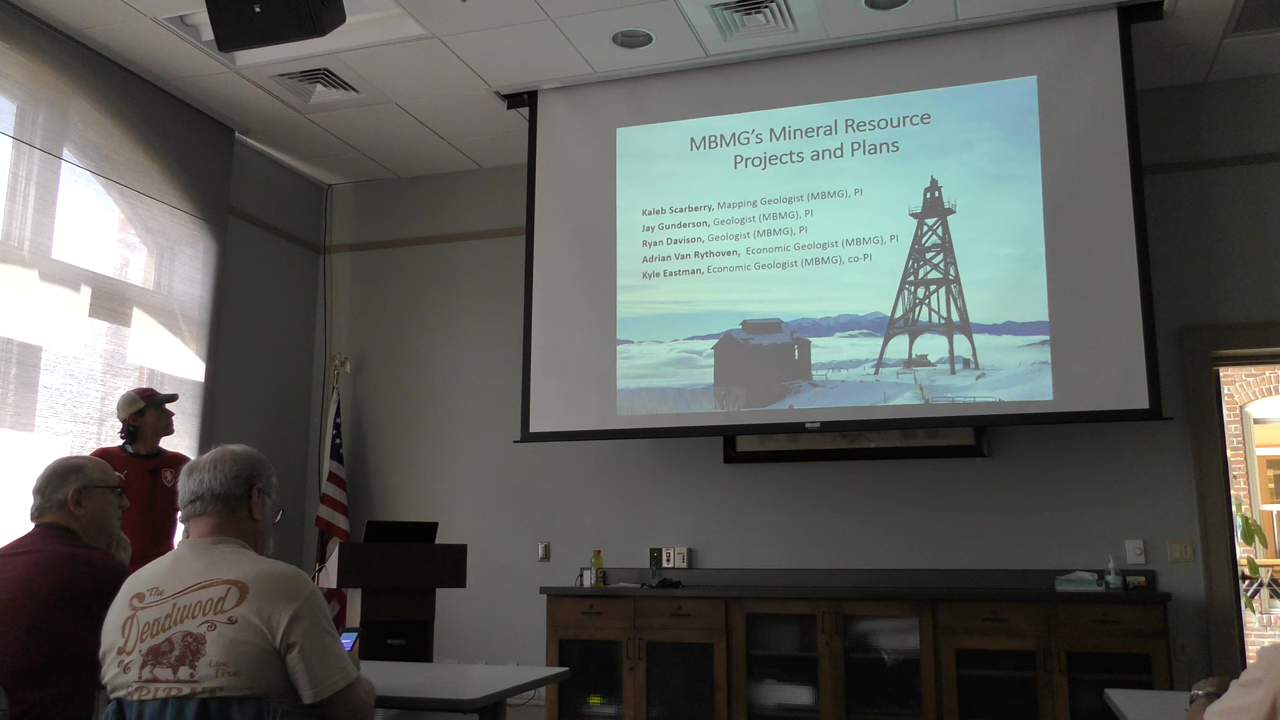 MBMG's Mineral Resource
Projects and Plans
Kaleb Scarberry, Mapping Geologist (MBMG), PI
Jay Gunderson, Geologist (MBMG), PI
Ryan Davison, Geologist (MBMG), PI
Adrian Van Rythoven, Economic Geologist (MBMG), PI
Kyle Eastman, Economic Geologist (MBMG), co-PI
The
Deadwood
Tree
SPIRIT